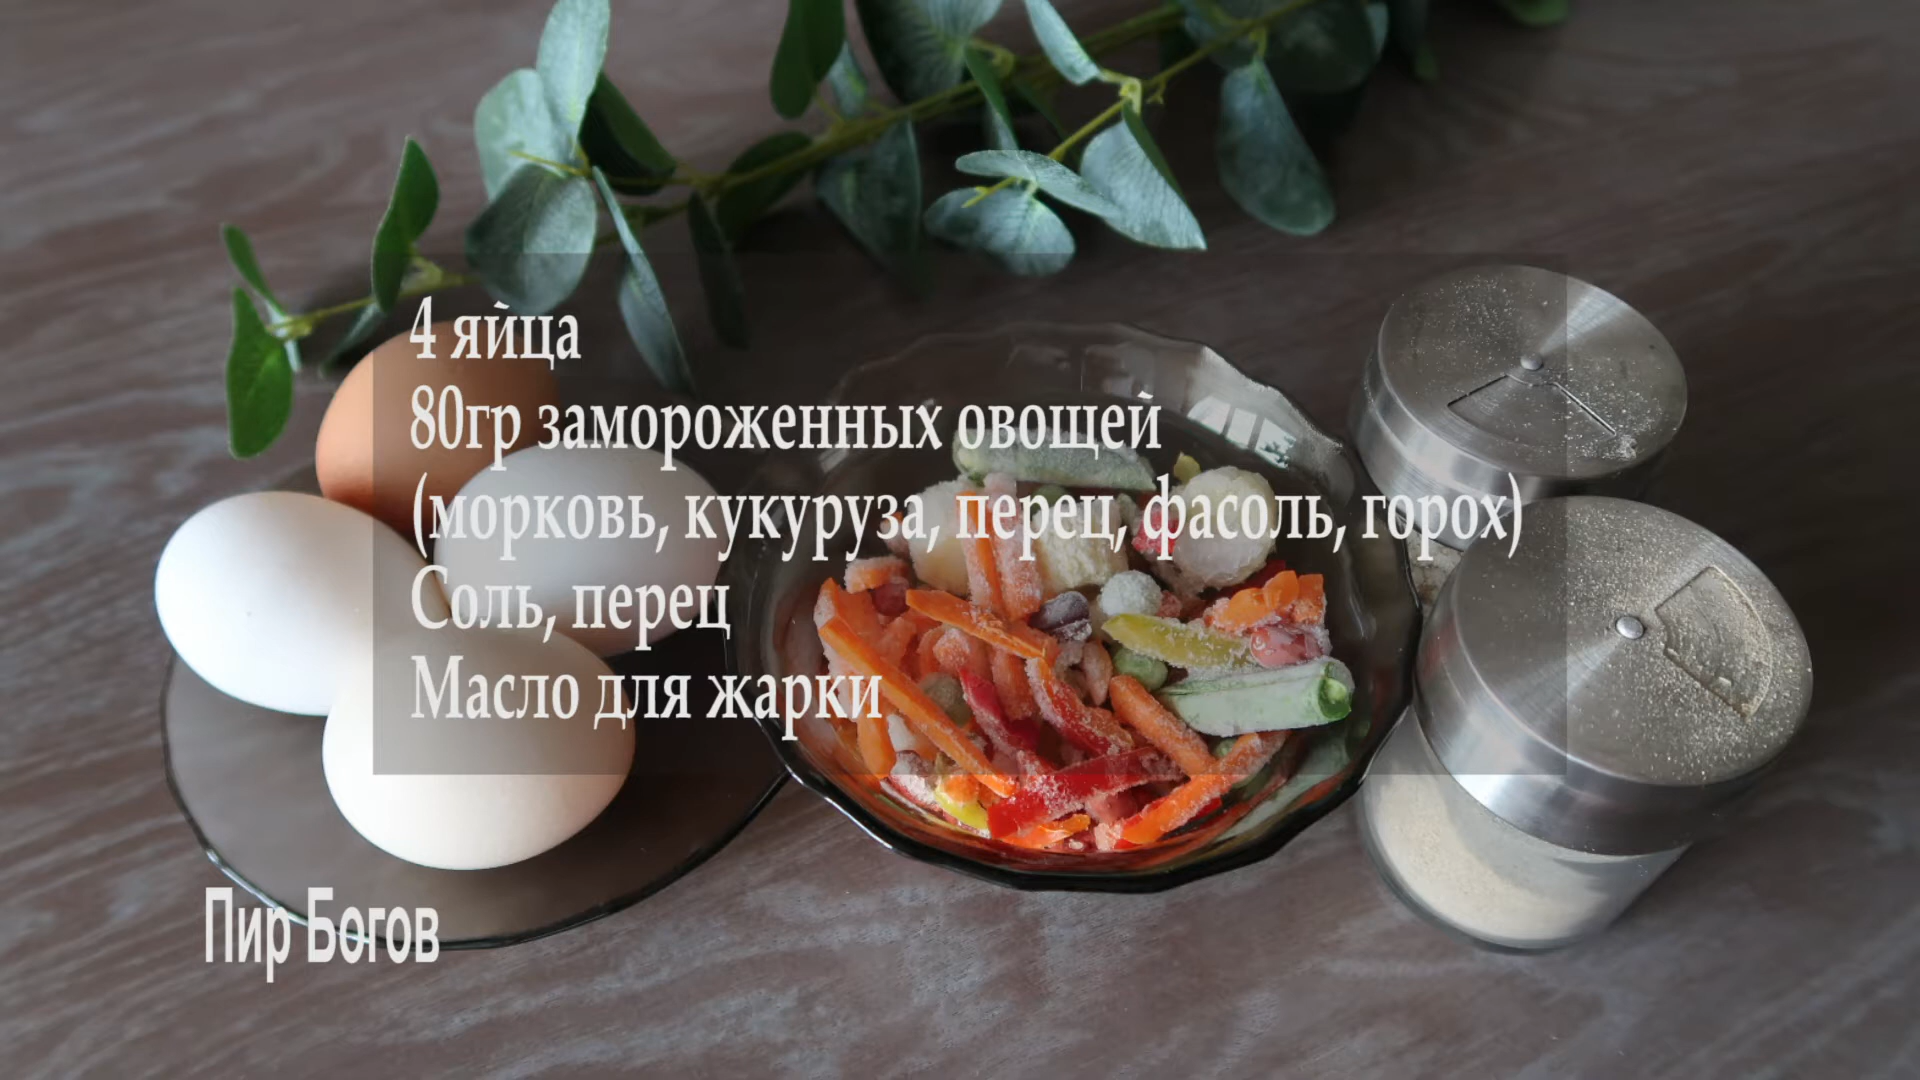 4 яйца
80гр замороженных овощей
(морковь, кукуруза, перец, фасоль, горох)
Соль, перец
Масло для жарки
Пир Богов